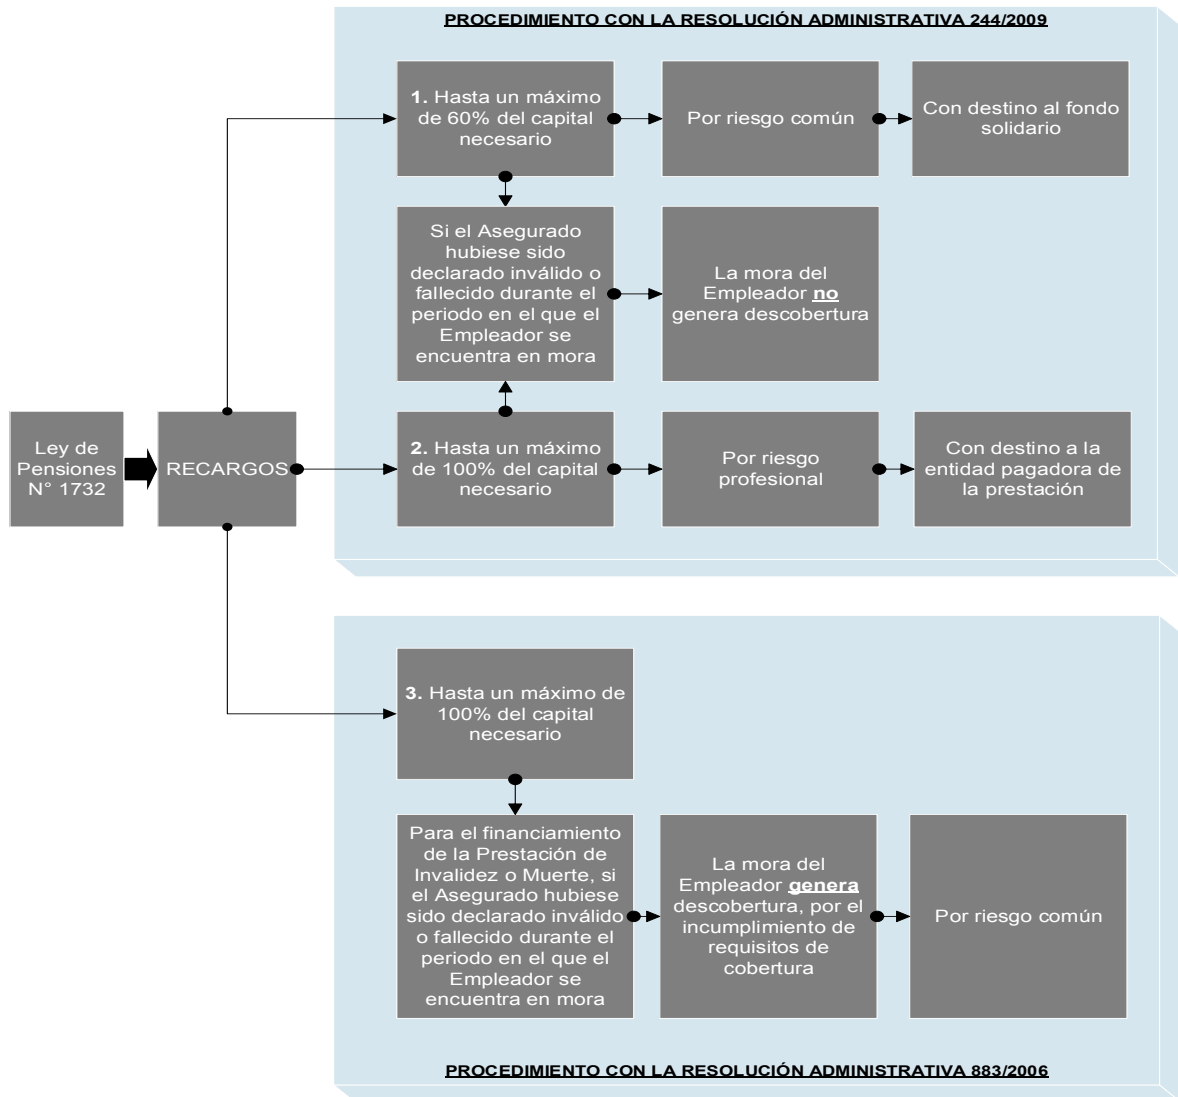 PROCEDIMIENTO CON LA RESOLUCIÓN ADMINISTRATIVA 244/2009
1. Hasta un máximo
de 60% del capital
necesario
Por riesgo común
Con destino al fondo
solidario
Si el Asegurado
hubiese sido
declarado inválido o
fallecido durante el
periodo en el que el
Empleador se
encuentra en mora
La mora del
Empleador no
genera descobertura
Ley de
Pensiones
N° 1732
RECARGOS
2. Hasta un máximo
de 100% del capital
necesario
Por riesgo
profesional
Con destino a la
entidad pagadora de
la prestación
3. Hasta un máximo de
100% del capital
necesario
Para el financiamiento
de la Prestación de
Invalidez o Muerte, si
el Asegurado hubiese
sido declarado inválido
o fallecido durante el
periodo en el que el
Empleador se
encuentra en mora
La mora del
Empleador genera
descobertura, por el
incumplimiento de
requisitos de
cobertura
Por riesgo común
PROCEDIMIENTO CON LA RESOLUCIÓN ADMINISTRATIVA 883/2006